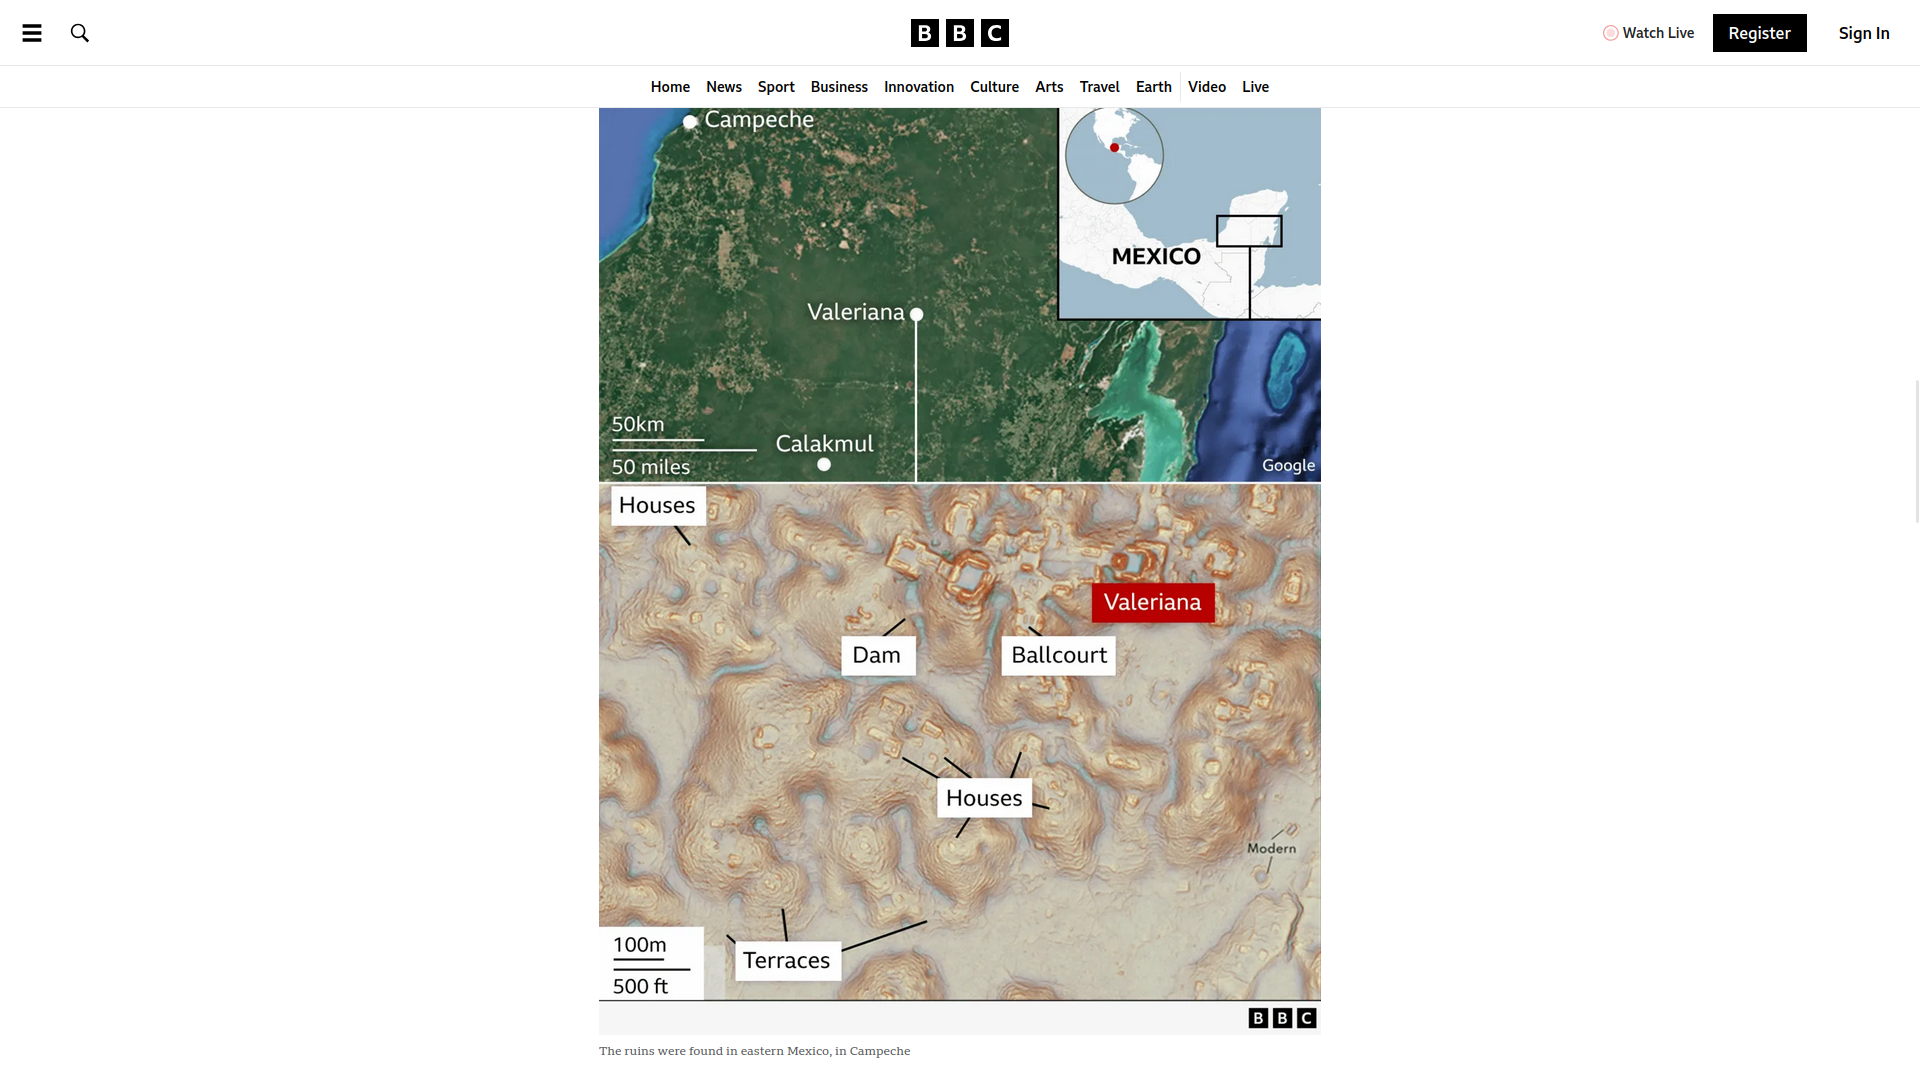 BBC
Watch Live
Register
Sign In
Home News Sport Business Innovation Culture Arts Travel Earth Video Live
Campeche
MEXICO
Valeriana
50km
50 miles
Calakmul
Google
Houses
Valeriana
Dam
Ballcourt
Houses
Modern
100m
500 ft
Terraces
BBC
The ruins were found in eastern Mexico, in Campeche